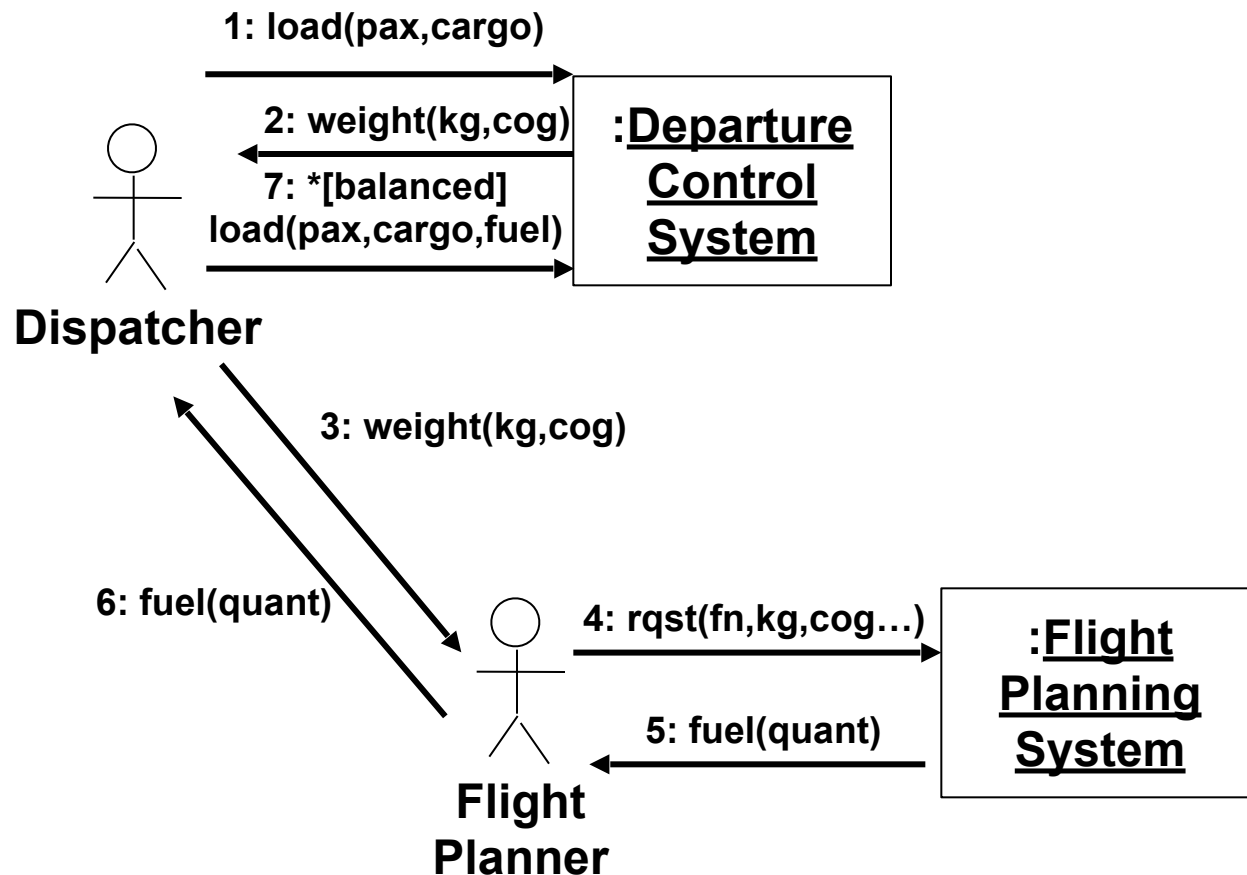 1: load(pax,cargo)
2: weight(kg,cog)
7: *[balanced]
load(pax,cargo,fuel)
:Departure
Control
System
Dispatcher
3: weight(kg,cog)
6: fuel(quant)
4: rqst(fn,kg,cog…)
5: fuel(quant)
:Flight
Planning
System
Flight
Planner